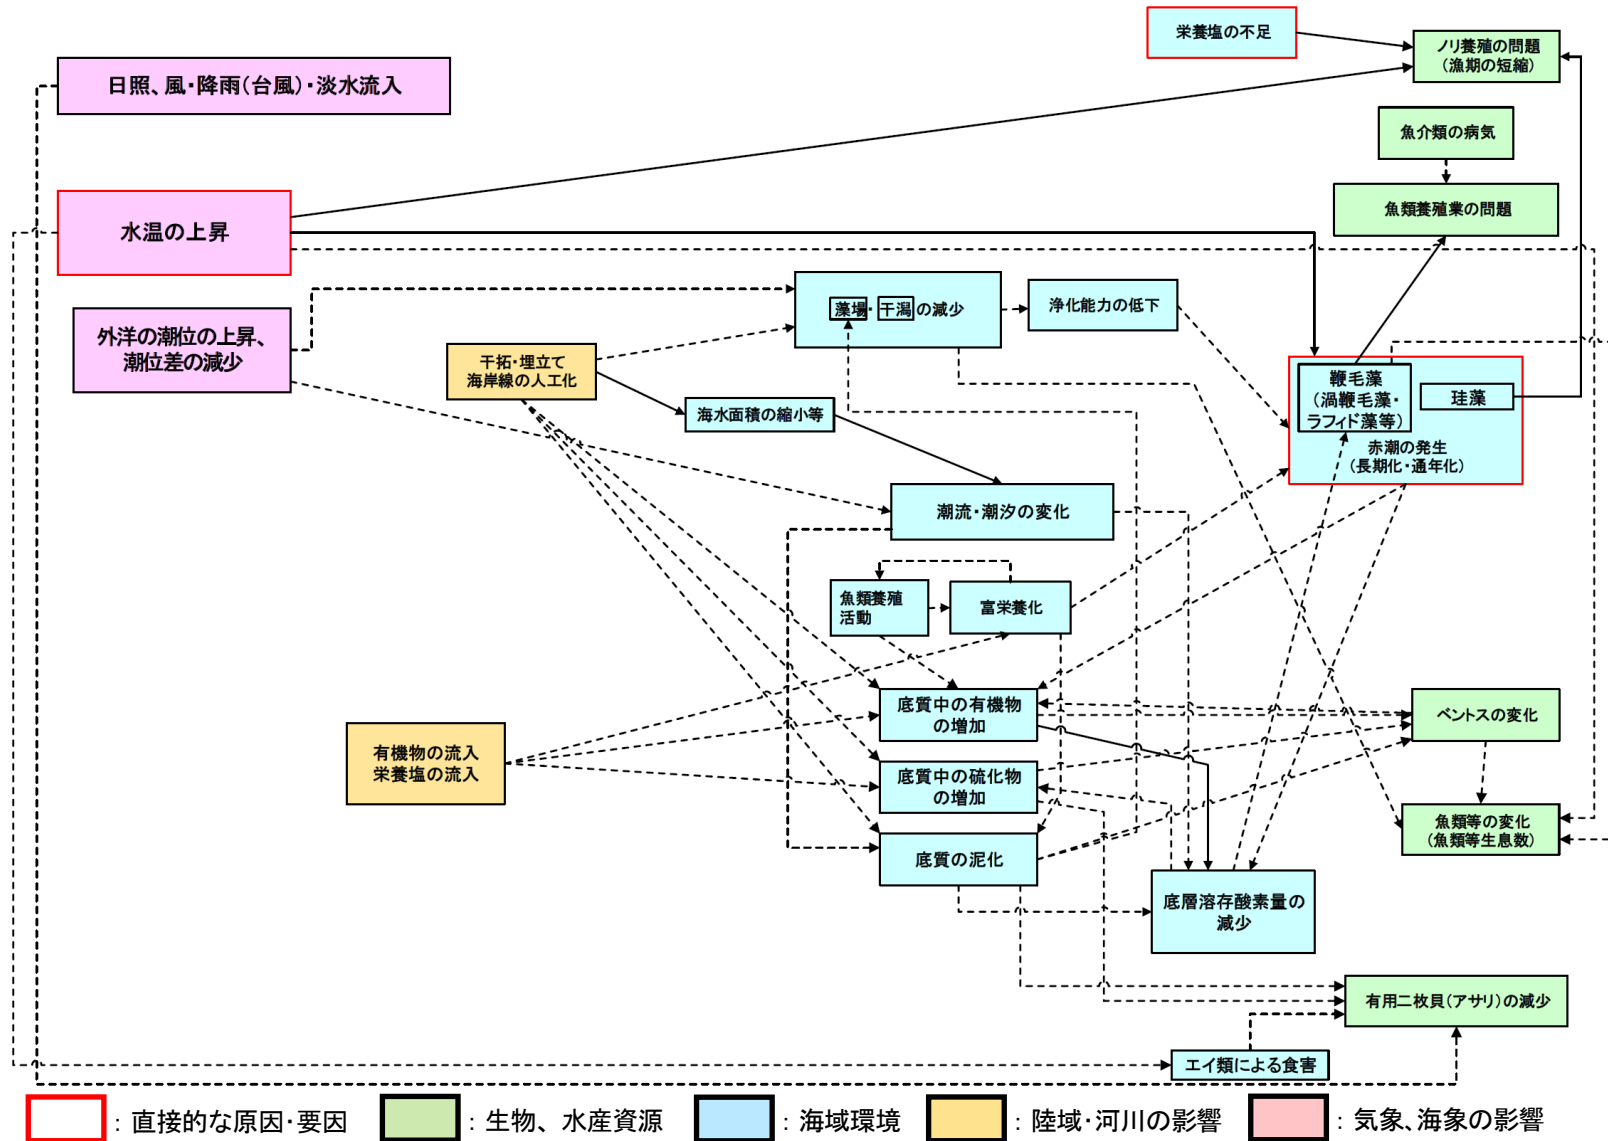 栄養塩の不足
ノリ養殖の問題
(漁期の短縮)
日照、風・降雨(台風)・淡水流入
魚介類の病気
魚類養殖業の問題
水温の上昇
藻場・干潟の減少
浄化能力の低下
外洋の潮位の上昇、
潮位差の減少
干拓・埋立て
海岸線の人工化
海水面積の縮小等
鞭毛藻
(渦鞭毛藻・
ラフィド藻等)
珪藻
赤潮の発生
(長期化・通年化)
潮流・潮汐の変化
魚類養殖
活動
富栄養化
底質中の有機物
の増加
ベントスの変化
有機物の流入
栄養塩の流入
底質中の硫化物
の増加
魚類等の変化
(魚類等生息数)
底質の泥化
底層溶存酸素量の
減少
有用二枚貝(アサリ)の減少
エイ類による食害
：直接的な原因・要因
：生物、水産資源
：海域環境
：陸域・河川の影響
：気象、海象の影響